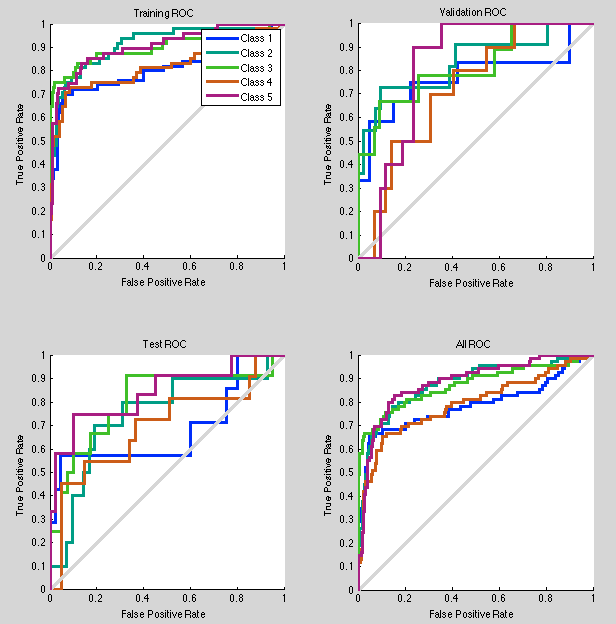 Training ROC
1
0.9
0.8
0.7
0.6
0.5
0.4
0.3
0.2
0.1
0
0 0.2 0.4 0.6 0.8 1
True Positive Rate
False Positive Rate
Class 1
Class 2
Class 3
Class 4
Class 5
Validation ROC
1
0.9
0.8
0.7
0.6
0.5
0.4
0.3
0.2
0.1
0
0 0.2 0.4 0.6 0.8 1
True Positive Rate
False Positive Rate
Test ROC
1
0.9
0.8
0.7
0.6
0.5
0.4
0.3
0.2
0.1
0
0 0.2 0.4 0.6 0.8 1
True Positive Rate
False Positive Rate
All ROC
1
0.9
0.8
0.7
0.6
0.5
0.4
0.3
0.2
0.1
0
0 0.2 0.4 0.6 0.8 1
True Positive Rate
False Positive Rate